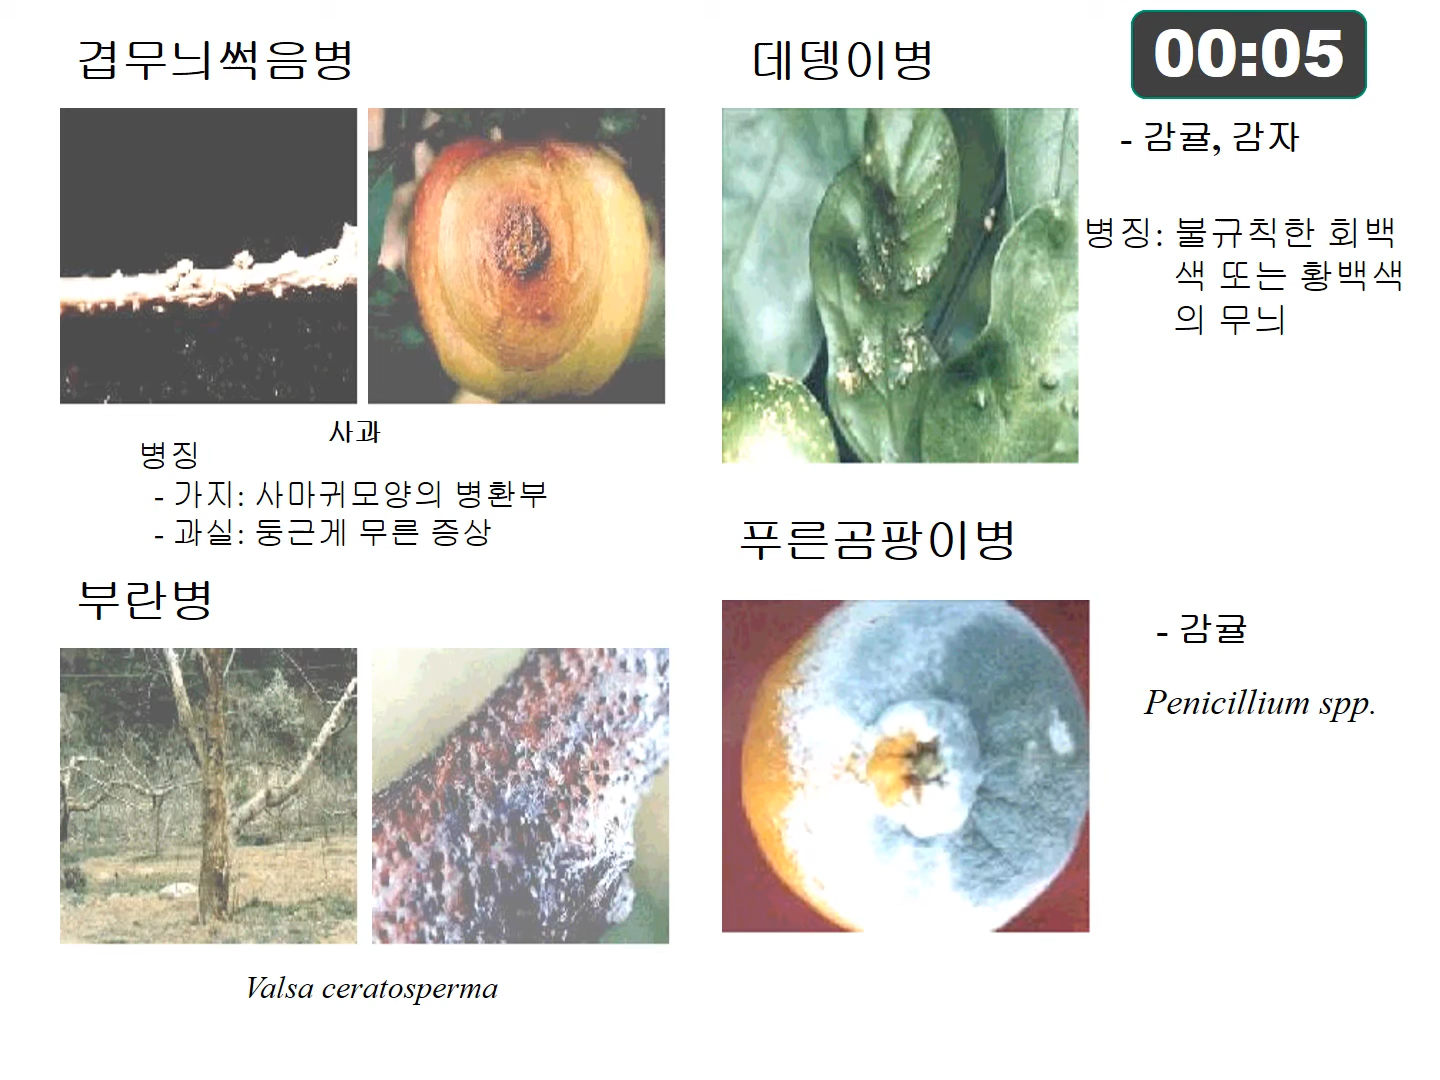 겹무늬썩음병
사과
병징
- 가지: 사마귀모양의 병환부
- 과실: 둥근게 무른 증상
부란병
Valsa ceratosperma
데뎅이병
00:05
- 감귤, 감자
병징: 불규칙한 회백
색 또는 황백색
의 무늬
푸른곰팡이병
- 감귤
Penicillium spp.